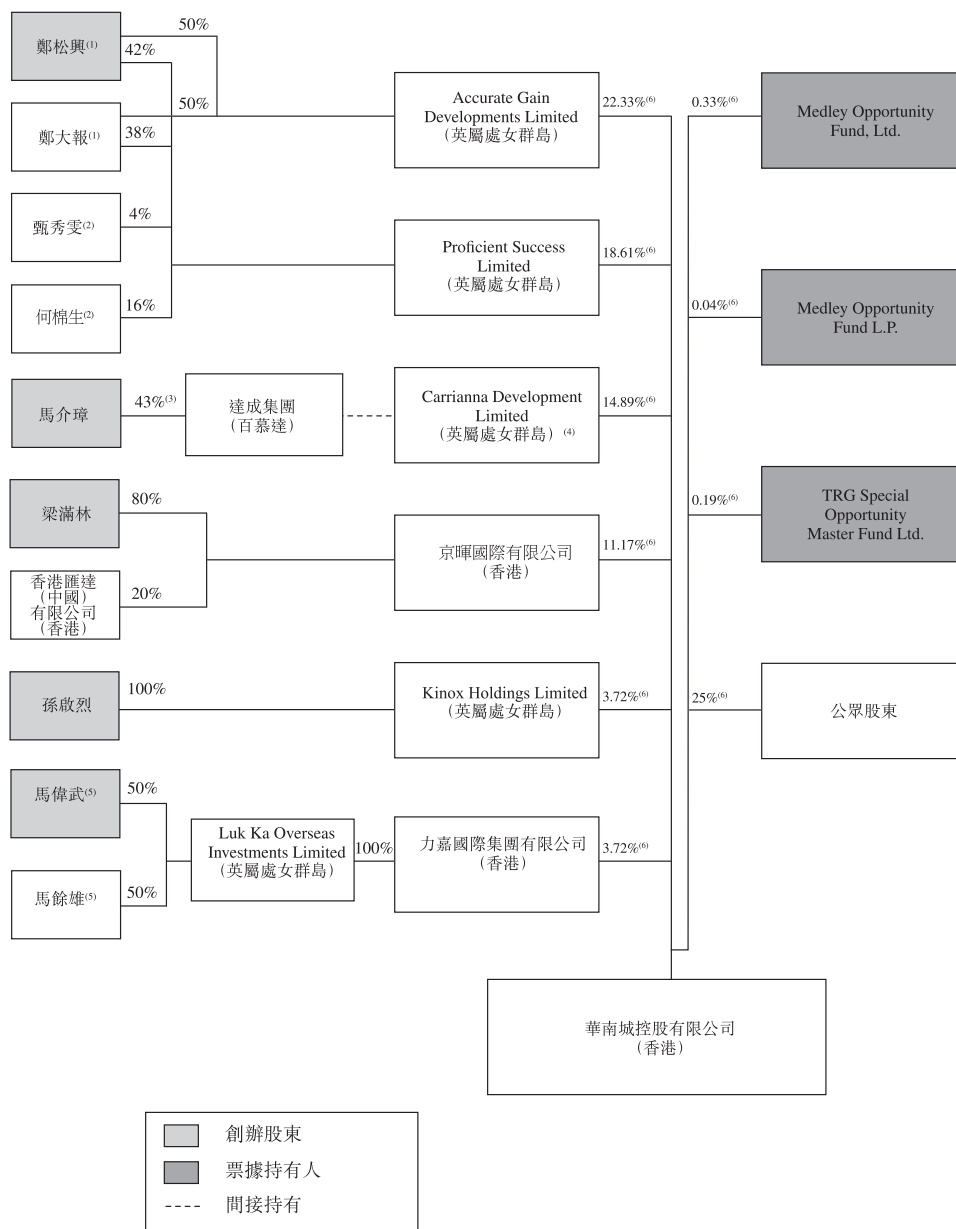 鄭松興(1)
50%
42%
鄭大報(1)
50%
38%
甄秀雯(2)
4%
何棉生(2)
16%
馬介璋
43%(3)
達成集團
(百慕達)
梁滿林
80%
香港匯達
(中國)
有限公司
(香港)
20%
孫啟烈
100%
馬偉武(5)
50%
馬餘雄(5)
50%
Luk Ka Overseas
Investments Limited
(英屬處女群島)
100%
Accurate Gain
Developments Limited
(英屬處女群島)
22.33%(6)
Proficient Success
Limited
(英屬處女群島)
18.61%(6)
Carrianna Development
Limited
(英屬處女群島) (4)
14.89%(6)
京暉國際有限公司
(香港)
11.17%(6)
Kinox Holdings Limited
(英屬處女群島)
3.72%(6)
力嘉國際集團有限公司
(香港)
3.72%(6)
0.33%(6)
Medley Opportunity
Fund, Ltd.
0.04%(6)
Medley Opportunity
Fund L.P.
0.19%(6)
TRG Special
Opportunity
Master Fund Ltd.
25%(6)
公眾股東
華南城控股有限公司
(香港)
創辦股東
票據持有人
間接持有